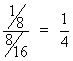 1/8 / 8/16 = 1/4